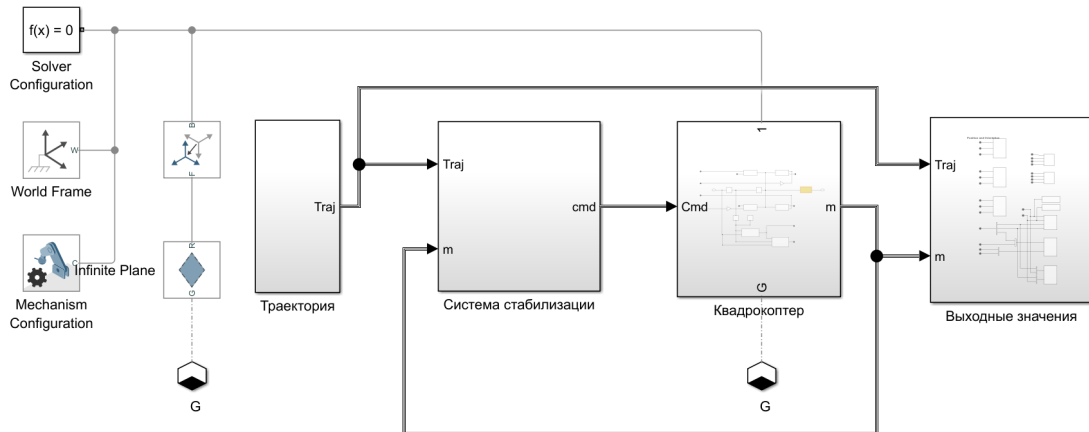 f(x) = 0
Solver
Configuration
W
World Frame
C
Mechanism
Configuration
B
F
Infinite Plane
R
G
G
Traj
Траектория
Traj
m
cmd
Система стабилизации
1
Cmd
m
G
Квадрокоптер
G
Traj
m
Выходные значения